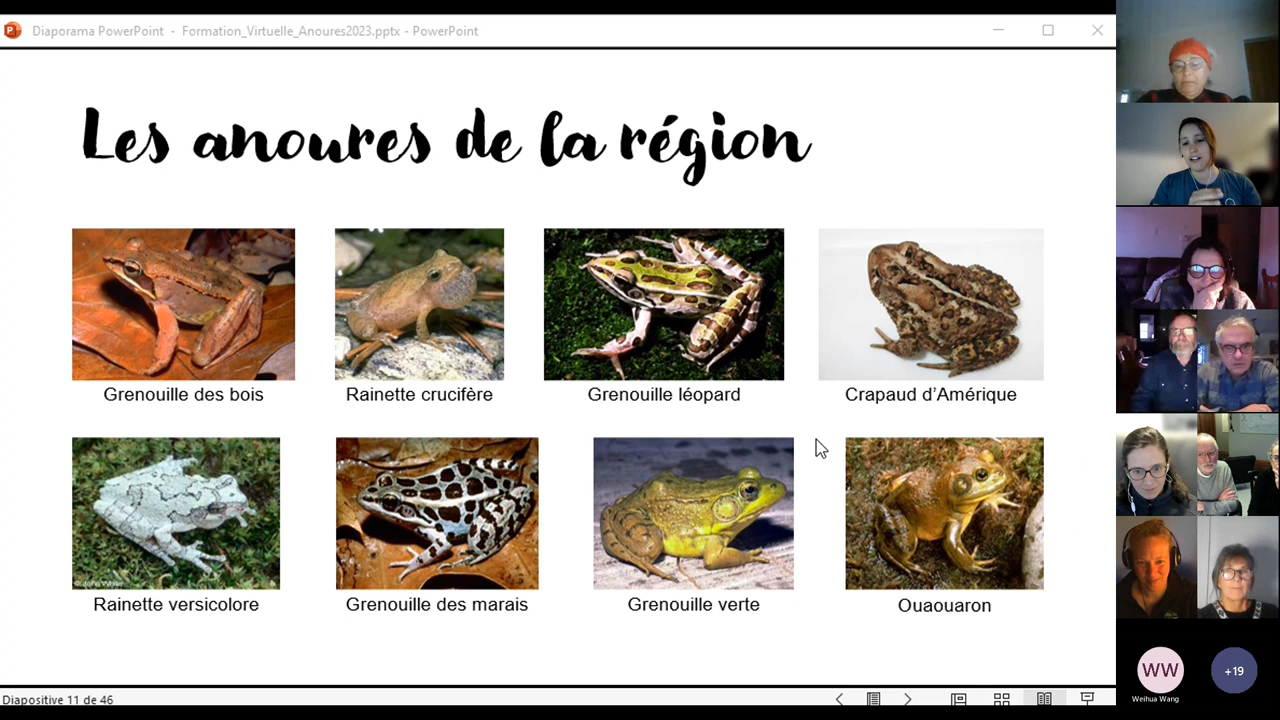 Diaporama PowerPoint - Formation_Virtuelle_Anoures2023.pptx - PowerPoint
Les anoures de la région
Grenouille des bois
Rainette crucifère
Grenouille léopard
Crapaud d'Amérique
Rainette versicolore
Grenouille des marais
Grenouille verte
Ouaouaron
Diapositive 11 de 46
WW
+19
Weihua Wang